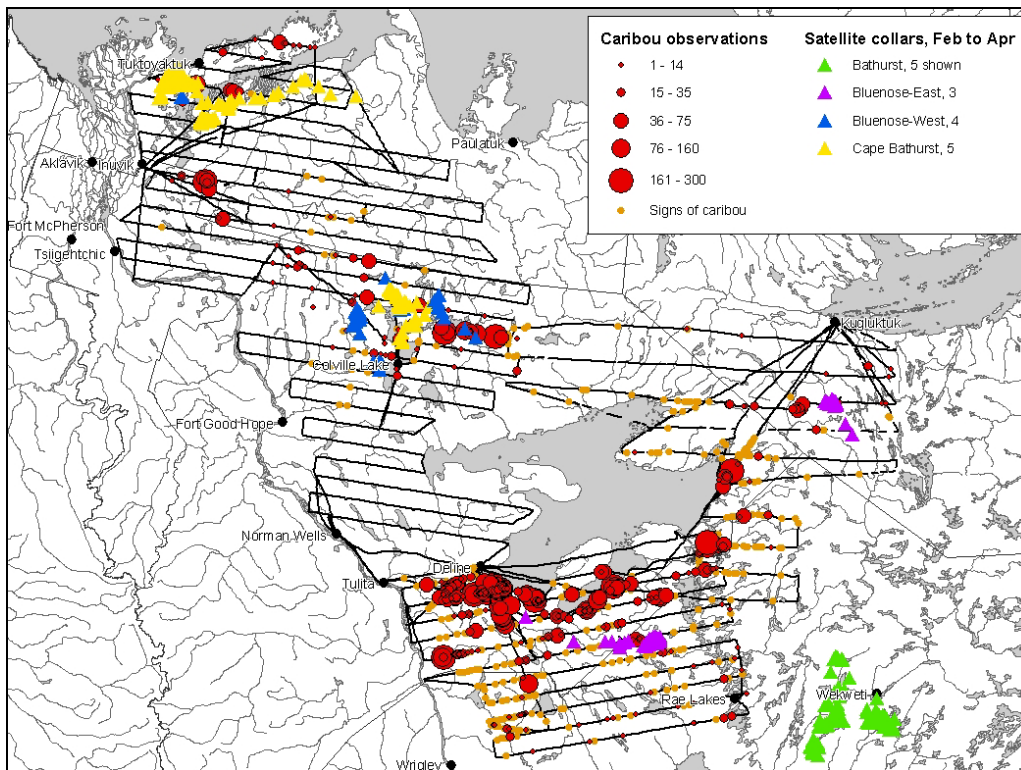 Caribou observations
1 - 14
15 - 35
36 - 75
76 - 160
161 - 300
Signs of caribou
Satellite collars, Feb to Apr
Bathurst, 5 shown
Bluenose-East, 3
Bluenose-West, 4
Cape Bathurst, 5
Tuktoyaktuk
Paulatuk
Aklavik
Inuvik
Fort McPherson
Tsiigehtchic
Kugluktuk
Colville Lake
Fort Good Hope
Norman Wells
Deline
Tulita
Wekweti
Rae Lakes
Wrigley